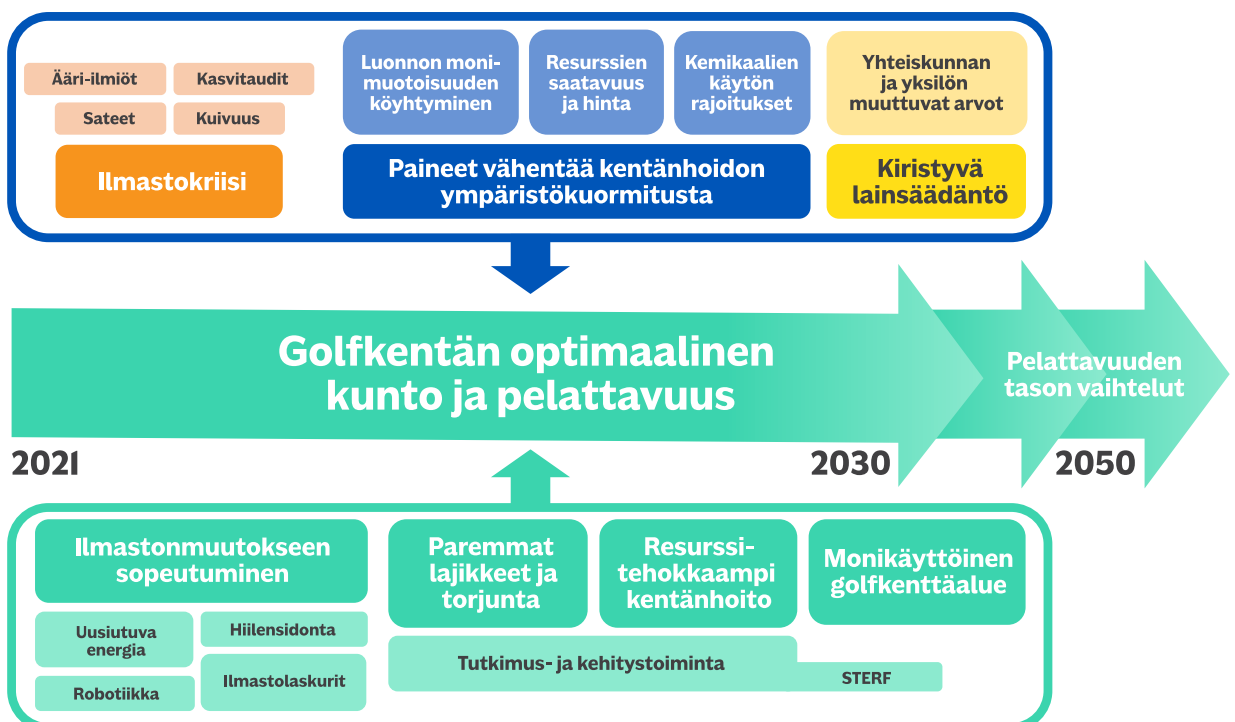 Ääri-ilmiöt
Kasvitaudit
Sateet
Kuivuus
Ilmastokriisi
Luonnon moni-
muotoisuuden
köyhtyminen
Resurssien
saatavuus
ja hinta
Kemikaalien
käytön
rajoitukset
Paineet vähentää kentänhoidon
ympäristökuormitusta
Yhteiskunnan
ja yksilön
muuttuvat arvot
Kiristyvä
lainsäädäntö
Golfkentän optimaalinen
kunto ja pelattavuus
Pelattavuuden
tason vaihtelut
2021
2030
2050
Ilmastonmuutokseen
sopeutuminen
Uusiutuva
energia
Hiilensidonta
Robotiikka
Ilmastolaskurit
Paremmat
lajikkeet ja
torjunta
Resurssi-
tehokkaampi
kentänhoito
Tutkimus- ja kehitystoiminta
STERF
Monikäyttöinen
golfkenttäalue